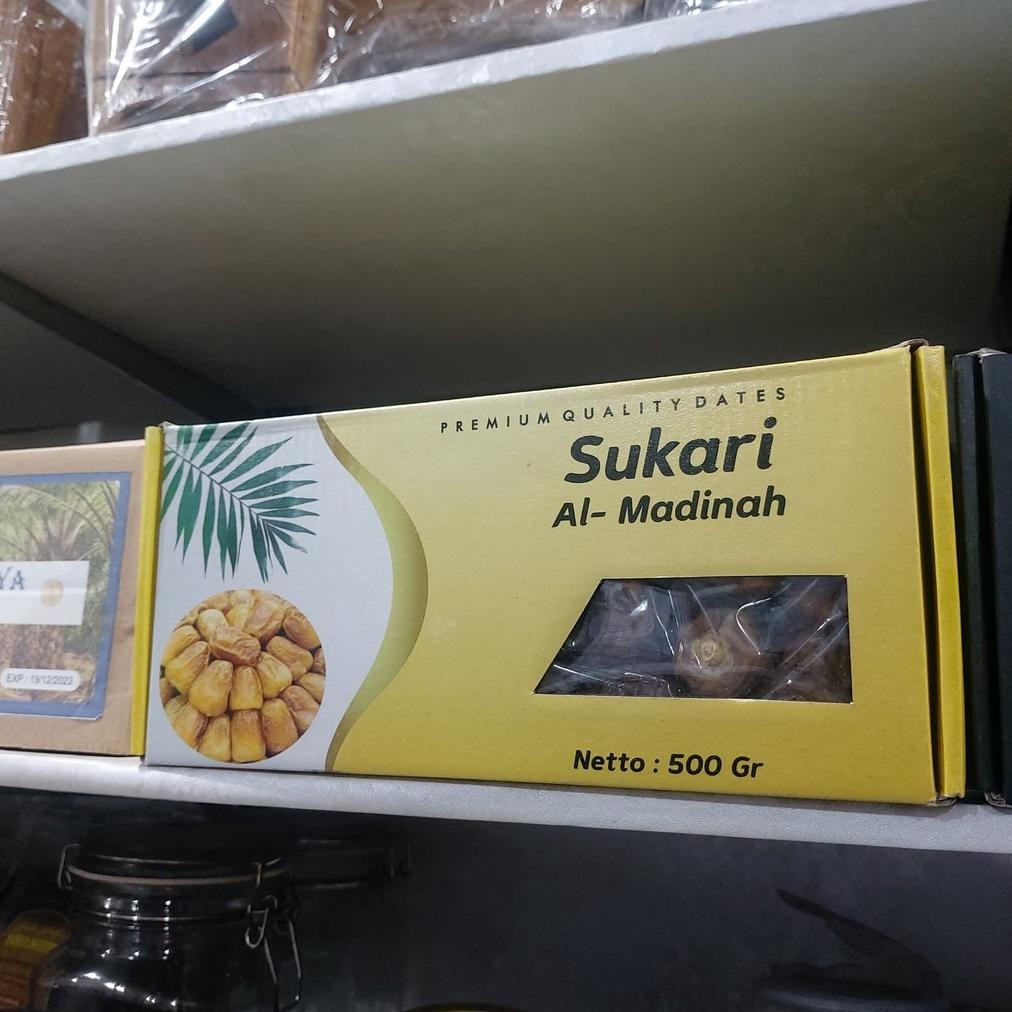 PREMIUM QUALITY DATES
Sukari
Al- Madinah
Netto : 500 Gr
YA
EXP : 19/12/2023